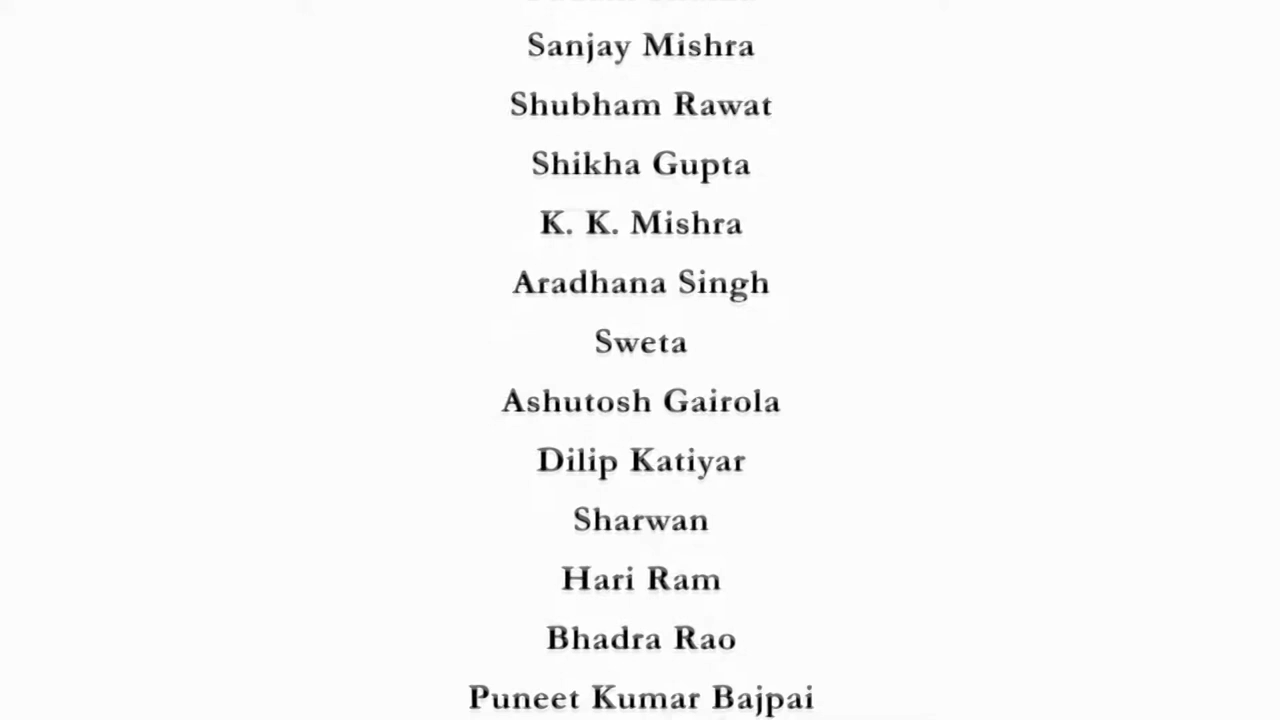 Sanjay Mishra
Shubham Rawat
Shikha Gupta
K. K. Mishra
Aradhana Singh
Sweta
Ashutosh Gairola
Dilip Katiyar
Sharwan
Hari Ram
Bhadra Rao
Puneet Kumar Bajpai